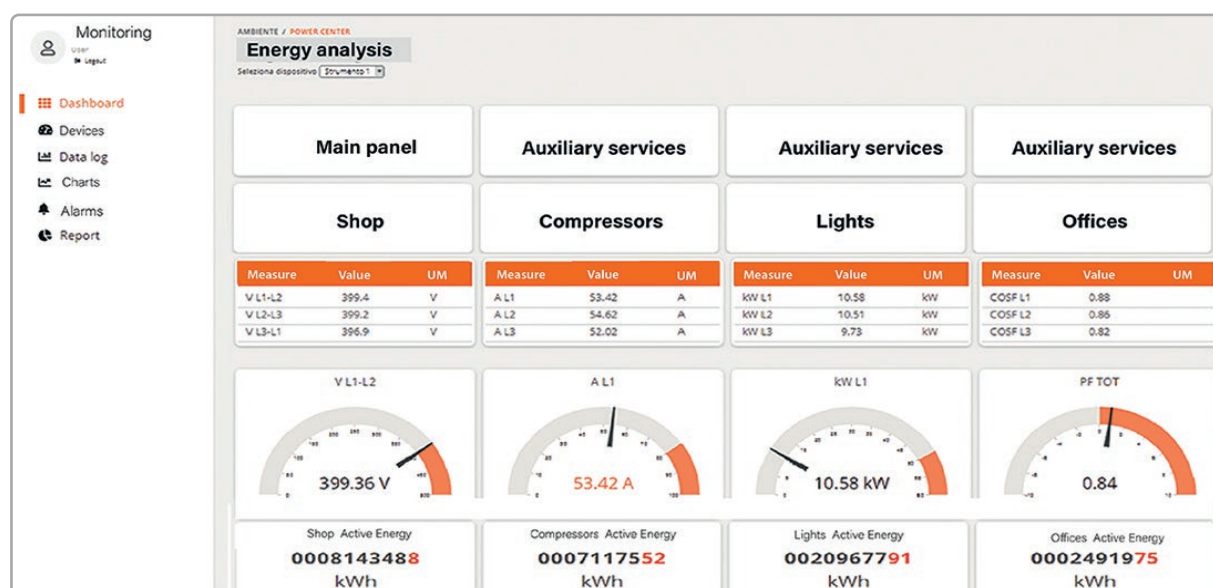 Monitoring
User
Logout
Dashboard
Devices
Data log
Charts
Alarms
Report
AMBIENTE / POWER CENTER
Energy analysis
Seleziona dispositivo Strumento 1
Main panel
Auxiliary services
Auxiliary services
Auxiliary services
Shop
Compressors
Lights
Offices
Measure Value UM
V L1-L2 399.4 V
V L2-L3 399.2 V
V L3-L1 396.9 V
Measure Value UM
A L1 53.42 A
A L2 54.62 A
A L3 52.02 A
Measure Value UM
kW L1 10.58 kW
kW L2 10.51 kW
kW L3 9.73 kW
Measure Value UM
COSF L1 0.88
COSF L2 0.86
COSF L3 0.82
V L1-L2
399.36 V
A L1
53.42 A
kW L1
10.58 kW
PF TOT
0.84
Shop Active Energy
0008143488
kWh
Compressors Active Energy
0007117552
kWh
Lights Active Energy
0020967791
kWh
Offices Active Energy
0002491975
kWh